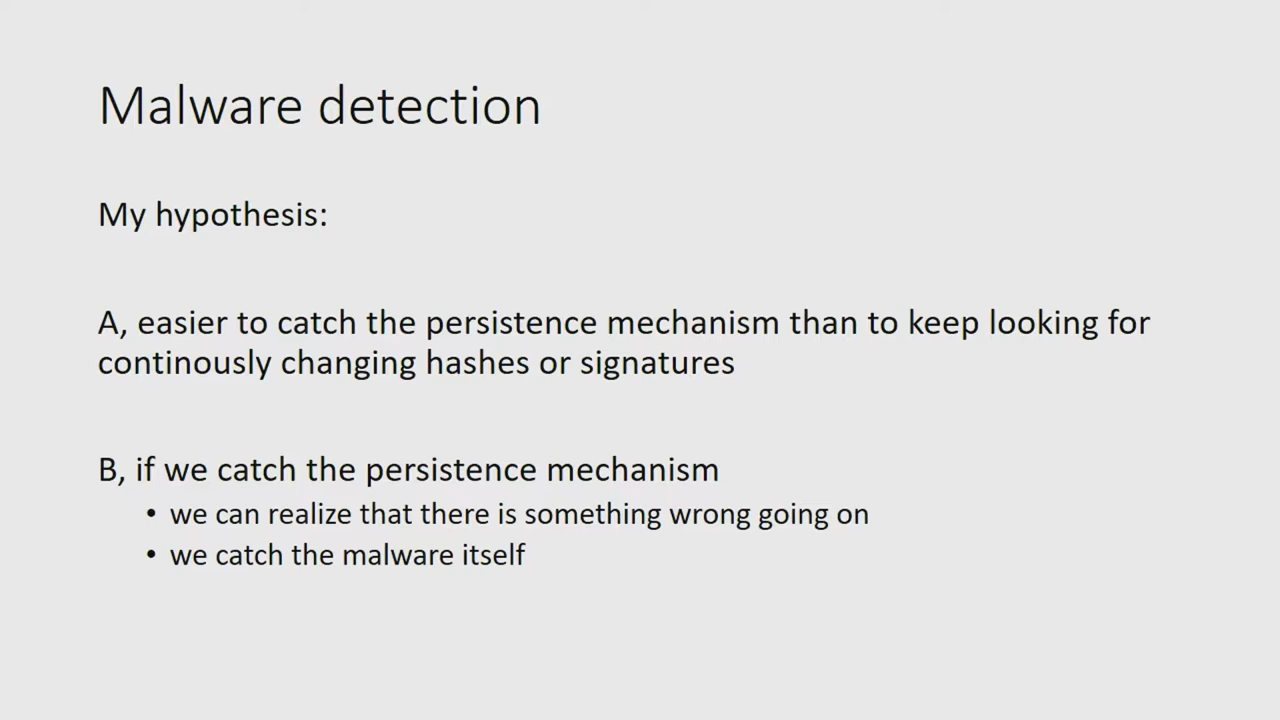 Malware detection
My hypothesis:
A, easier to catch the persistence mechanism than to keep looking for
continously changing hashes or signatures
B, if we catch the persistence mechanism
• we can realize that there is something wrong going on
• we catch the malware itself